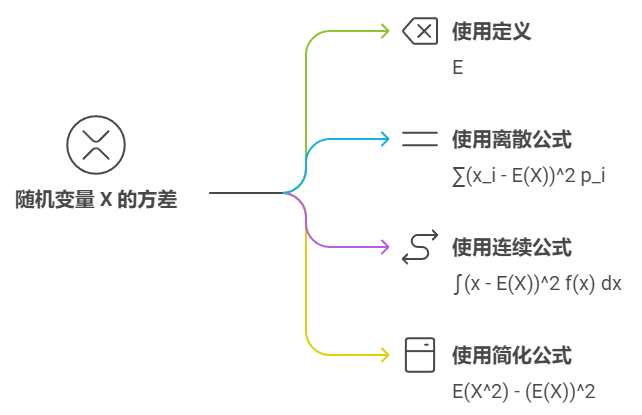 使用定义
E
使用离散公式
∑(x_i - E(X))^2 p_i
随机变量 X 的方差
使用连续公式
∫(x - E(X))^2 f(x) dx
使用简化公式
E(X^2) - (E(X))^2